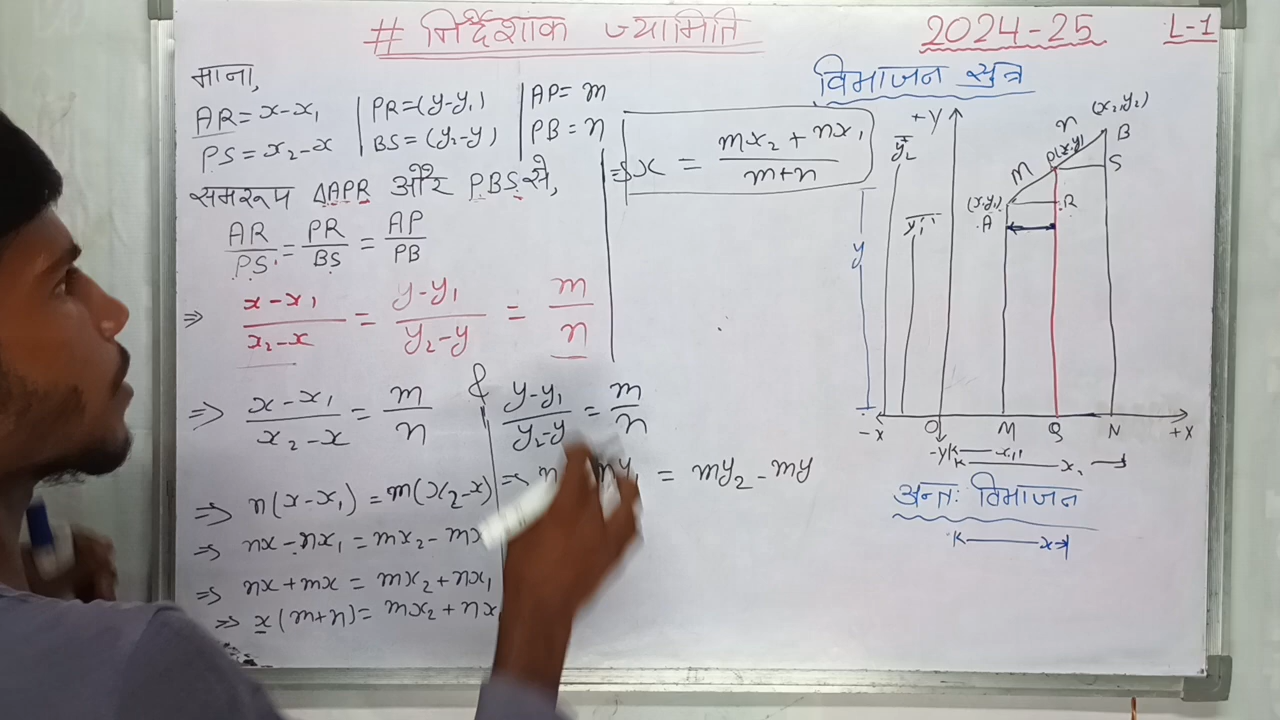 # निर्देशाक ज्यामिति
2024-25
L-1
माना,
AR = x-x₁ | PR = (y-y₁) | AP = m
PS = x₂-x | BS = (y₂-y) | PB = n
समरूप ΔAPR और PBS से,
AR/PS = PR/BS = AP/PB
⇒ x-x₁/x₂-x = y-y₁/y₂-y = m/n
⇒ x-x₁/x₂-x = m/n & y-y₁/y₂-y = m/n
⇒ n(x-x₁) = m(x₂-x)
⇒ nx-nx₁ = mx₂-mx
⇒ nx+mx = mx₂+nx₁
⇒ x(m+n) = mx₂+nx
⇒ n ny₁ = my₂-my
⇒ x = mx₂+nx₁/m+n
विभाजन सुत्र
+y
y₂
y₁
y
(x₂,y₂)
B
n
P(x,y)
S
m
(x,y₁)
A
R
-x O M Q N +x
-y
x₁
x₂
अन्तः विभाजन
x